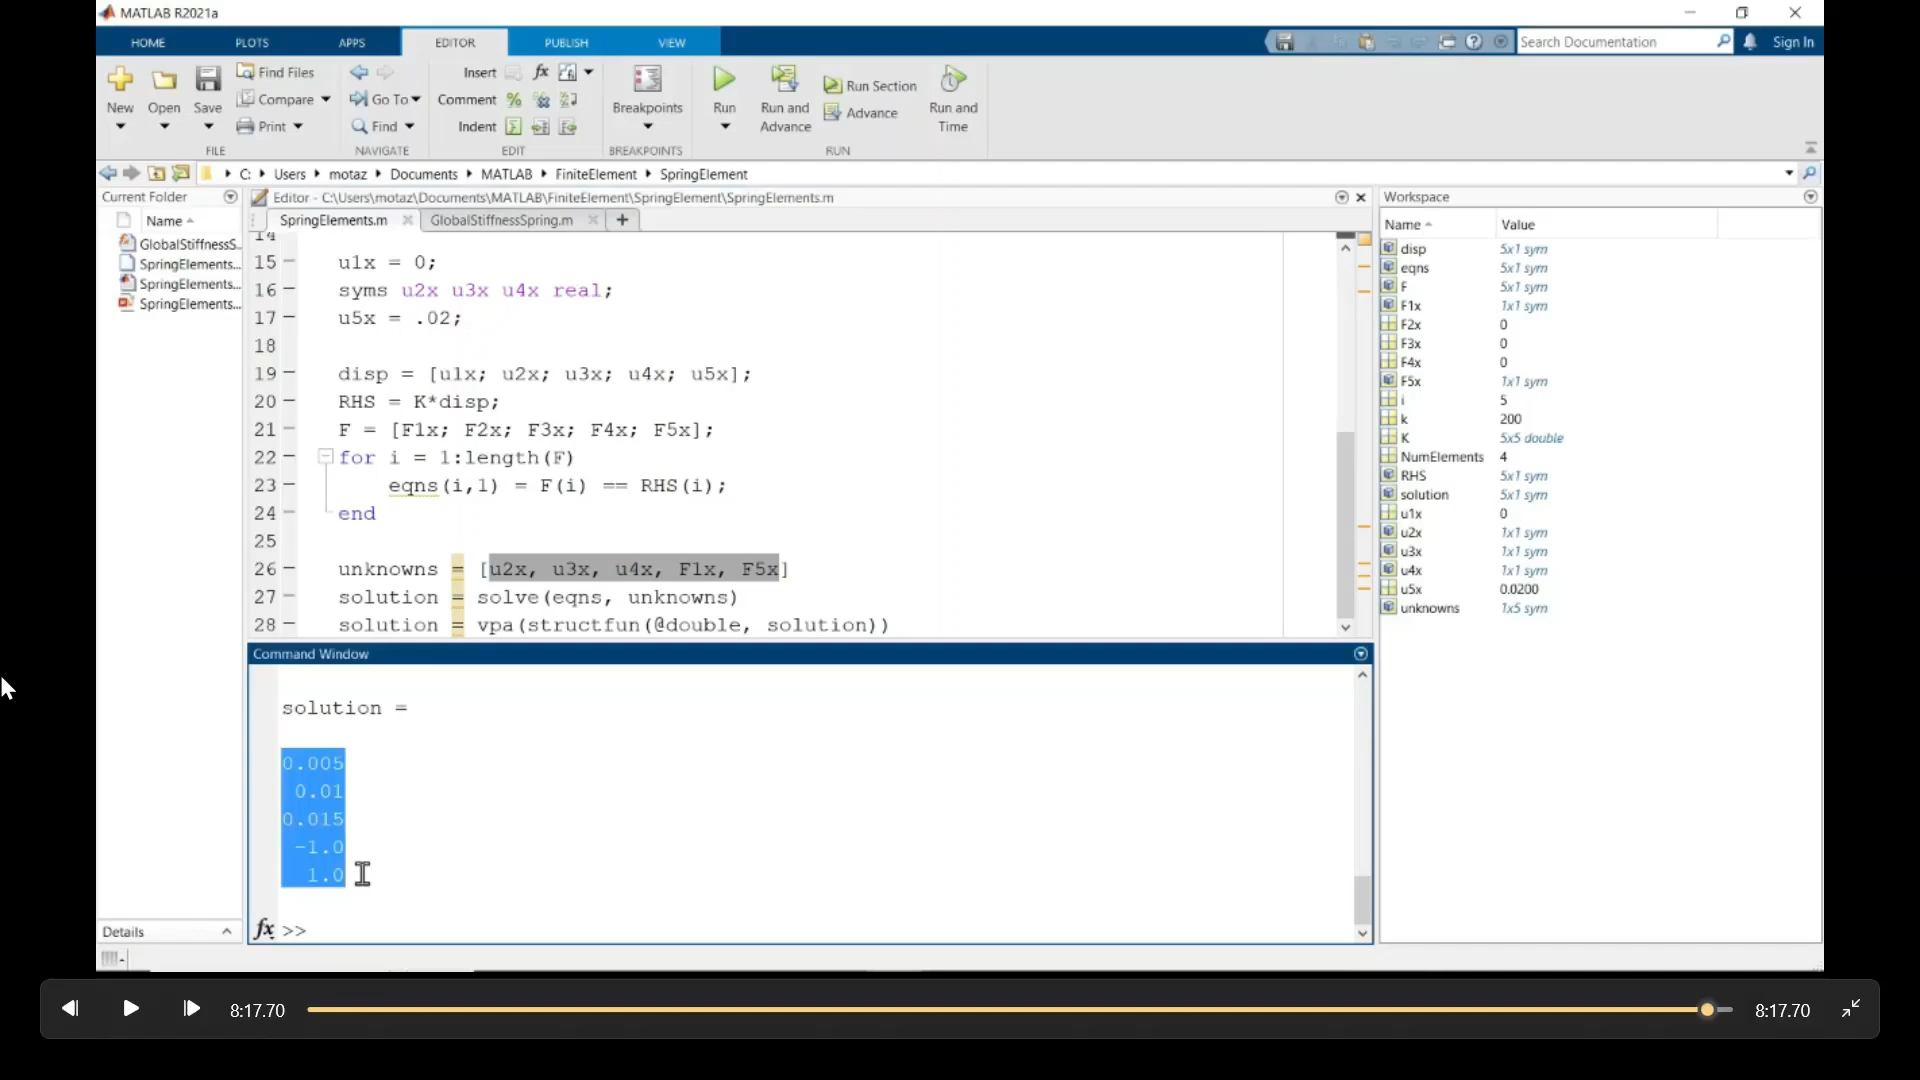 MATLAB R2021a
HOME PLOTS APPS EDITOR PUBLISH VIEW
Search Documentation
Sign In
New Open Save
Find Files
Compare
Print
FILE
Go To
Find
NAVIGATE
Insert fx
Comment
Indent
EDIT
Breakpoints
BREAKPOINTS
Run
Run and Advance
Run Section
Advance
Run and Time
RUN
C: Users motaz Documents MATLAB FiniteElement SpringElement
Current Folder
Name
GlobalStiffnessS...
SpringElements...
SpringElements...
SpringElements...
Details
Editor - C:\Users\motaz\Documents\MATLAB\FiniteElement\SpringElement\SpringElements.m
SpringElements.m GlobalStiffnessSpring.m
14
15 u1x = 0;
16 syms u2x u3x u4x real;
17 u5x = .02;
18
19 disp = [u1x; u2x; u3x; u4x; u5x];
20 RHS = K*disp;
21 F = [F1x; F2x; F3x; F4x; F5x];
22 for i = 1:length(F)
23 eqns(i,1) = F(i) == RHS(i);
24 end
25
26 unknowns = [u2x, u3x, u4x, F1x, F5x]
27 solution = solve(eqns, unknowns)
28 solution = vpa(structfun(@double, solution))
Command Window
solution =
0.005
0.01
0.015
-1.0
1.0
fx >>
Workspace
Name Value
disp 5x1 sym
eqns 5x1 sym
F 5x1 sym
F1x 1x1 sym
F2x 0
F3x 0
F4x 0
F5x 1x1 sym
i 5
k 200
K 5x5 double
NumElements 4
RHS 5x1 sym
solution 5x1 sym
u1x 0
u2x 1x1 sym
u3x 1x1 sym
u4x 1x1 sym
u5x 0.0200
unknowns 1x5 sym
8:17.70 8:17.70